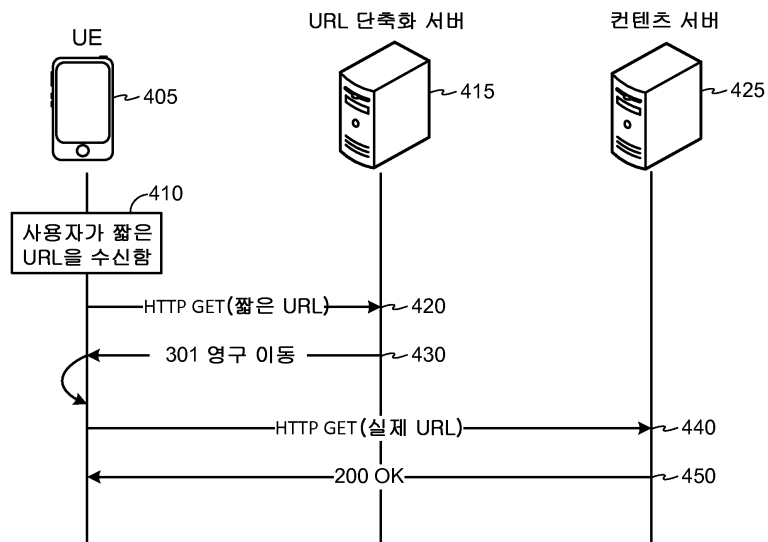 UE
URL 단축화 서버
컨텐츠 서버
405
415
425
410
사용자가 짧은
URL을 수신함
HTTP GET(짧은 URL)
420
301 영구 이동
430
HTTP GET(실제 URL)
440
200 OK
450